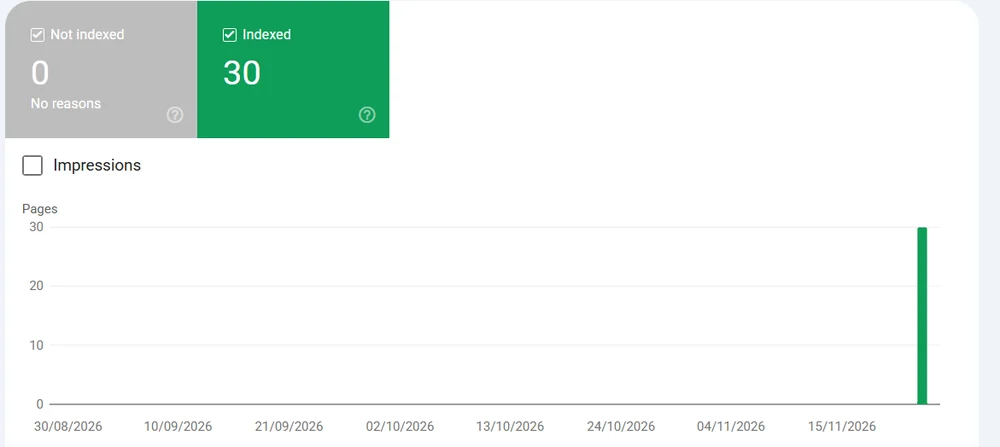 Not indexed
0
No reasons
Indexed
30
Impressions
Pages
30
20
10
0
30/08/2026 10/09/2026 21/09/2026 02/10/2026 13/10/2026 24/10/2026 04/11/2026 15/11/2026